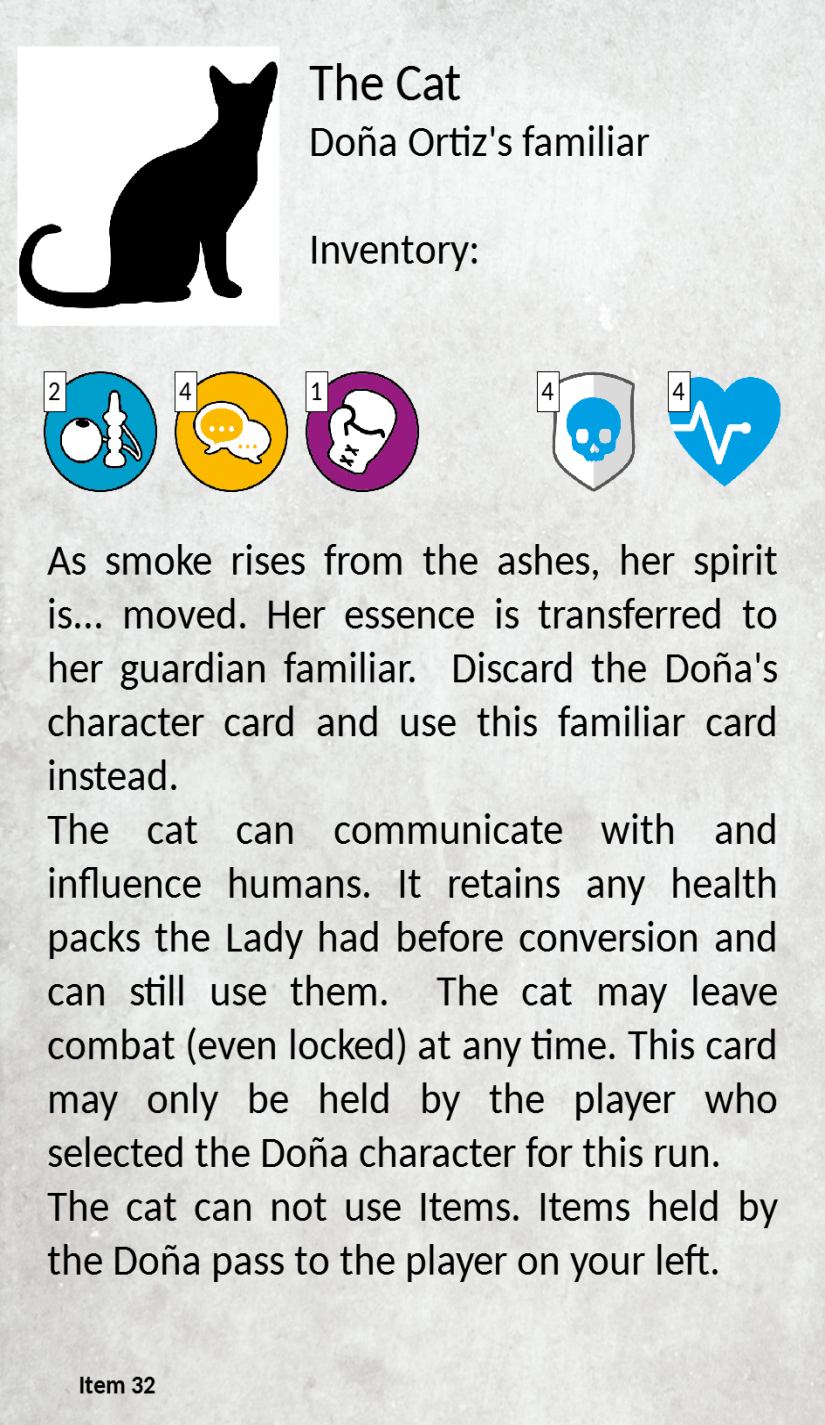 The Cat
Doña Ortiz's familiar
Inventory:
2 4 1 4 4
As smoke rises from the ashes, her spirit
is... moved. Her essence is transferred to
her guardian familiar.  Discard the Doña's
character card and use this familiar card
instead.
The cat can communicate with and
influence humans. It retains any health
packs the Lady had before conversion and
can still use them.  The cat may leave
combat (even locked) at any time. This card
may only be held by the player who
selected the Doña character for this run.
The cat can not use Items. Items held by
the Doña pass to the player on your left.
Item 32